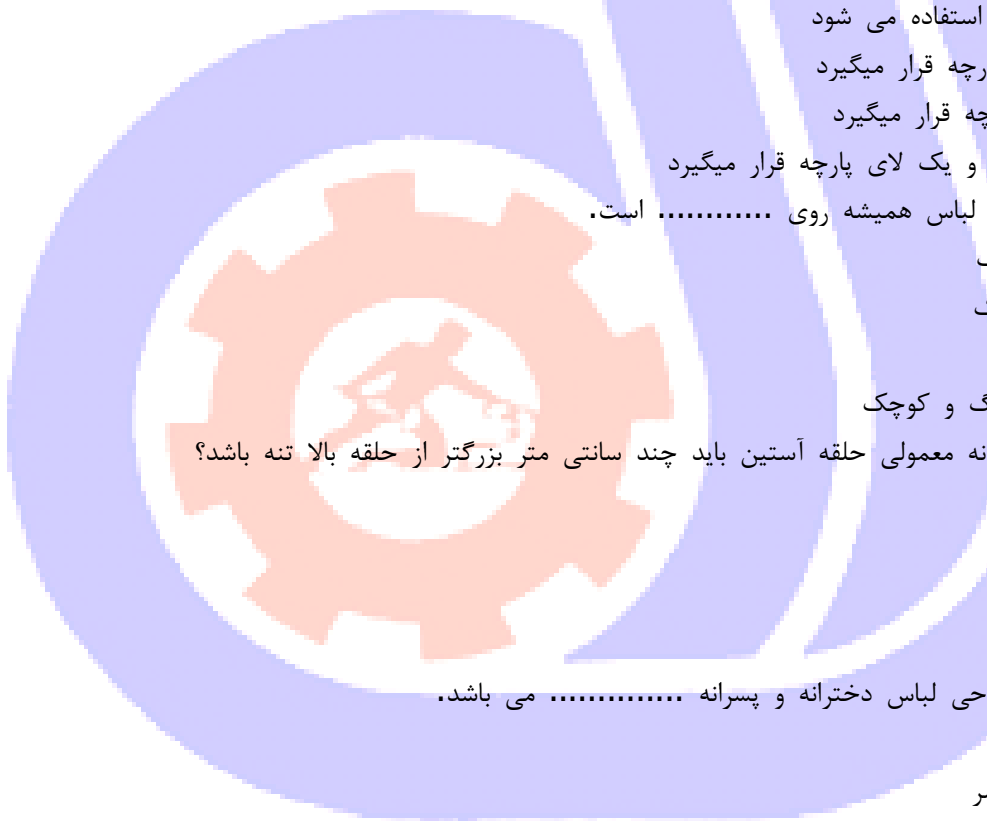 استفاده می شود
رچه قرار میگیرد
چه قرار میگیرد
و یک لای پارچه قرار میگیرد
لباس همیشه روی ............ است.
گ و کوچک
نه معمولی حلقه آستین باید چند سانتی متر بزرگتر از حلقه بالا تنه باشد؟
حی لباس دخترانه و پسرانه .............. می باشد.